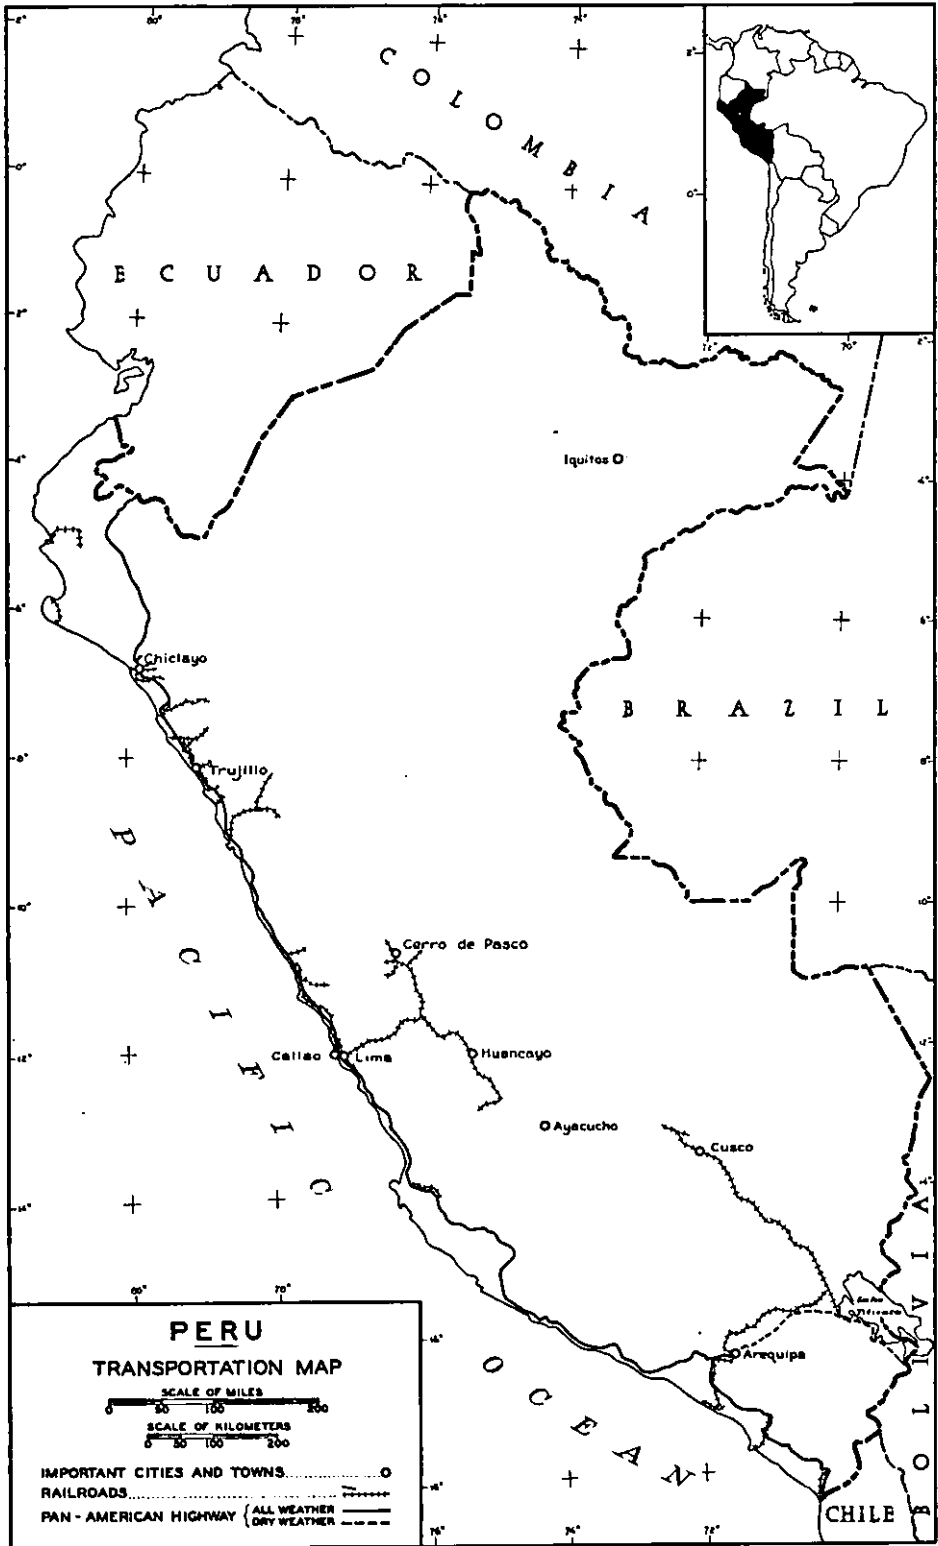 COLOMBIA
ECUADOR
Iquitos
BRAZIL
Chiclayo
Trujillo
Cerro de Pasco
Callao
Lima
Huancayo
Ayacucho
Cusco
Arequipa
PACIFIC
OCEAN
BOLIVIA
CHILE
PERU
TRANSPORTATION MAP
SCALE OF MILES
0 50 100 200
SCALE OF KILOMETERS
0 50 100 200
IMPORTANT CITIES AND TOWNS
RAILROADS
PAN-AMERICAN HIGHWAY { ALL WEATHER
DRY WEATHER